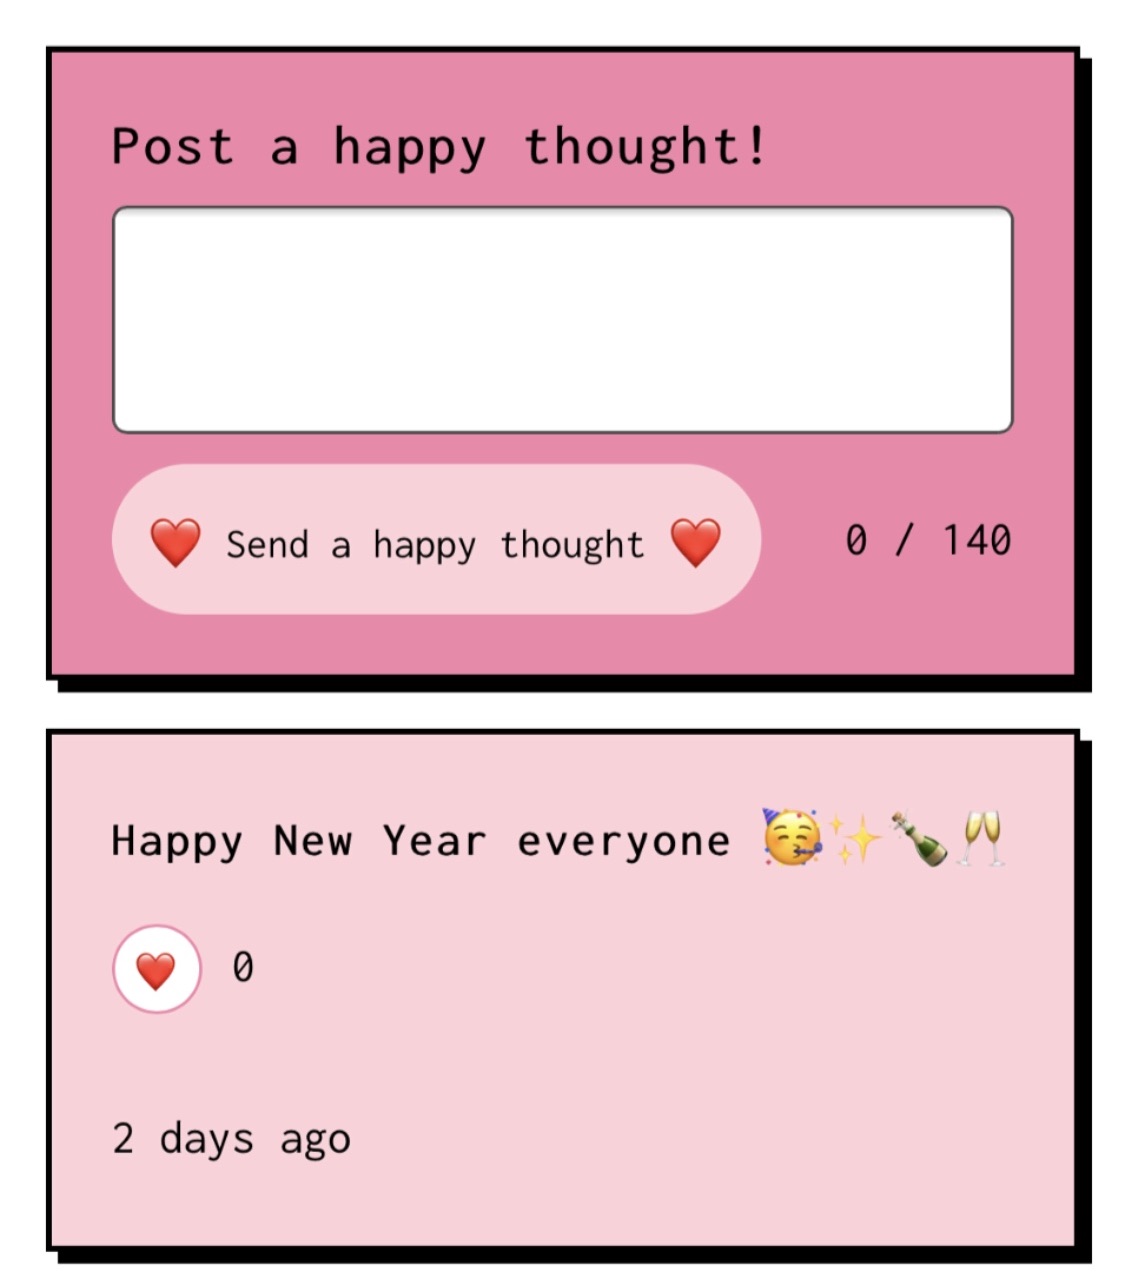 Post a happy thought!
❤️ Send a happy thought ❤️
0 / 140
Happy New Year everyone 🥳✨🍾🥂
❤️ 0
2 days ago